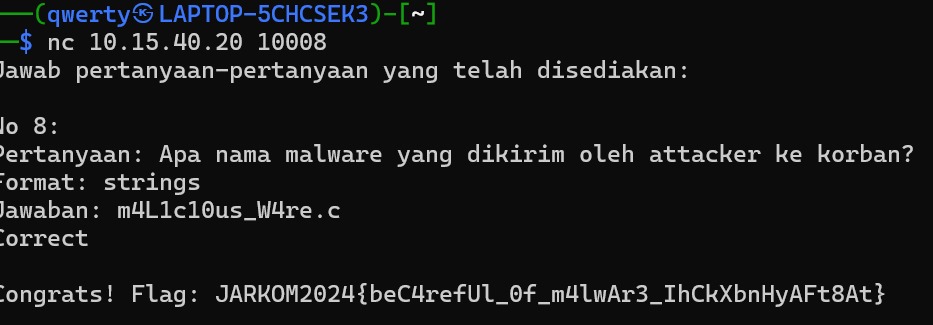 (qwerty㉿LAPTOP-5CHCSEK3)-[~]
$ nc 10.15.40.20 10008
Jawab pertanyaan-pertanyaan yang telah disediakan:
No 8:
Pertanyaan: Apa nama malware yang dikirim oleh attacker ke korban?
Format: strings
Jawaban: m4L1c10us_W4re.c
Correct
Congrats! Flag: JARKOM2024{beC4refUl_0f_m4lwAr3_IhCkXbnHyAFt8At}